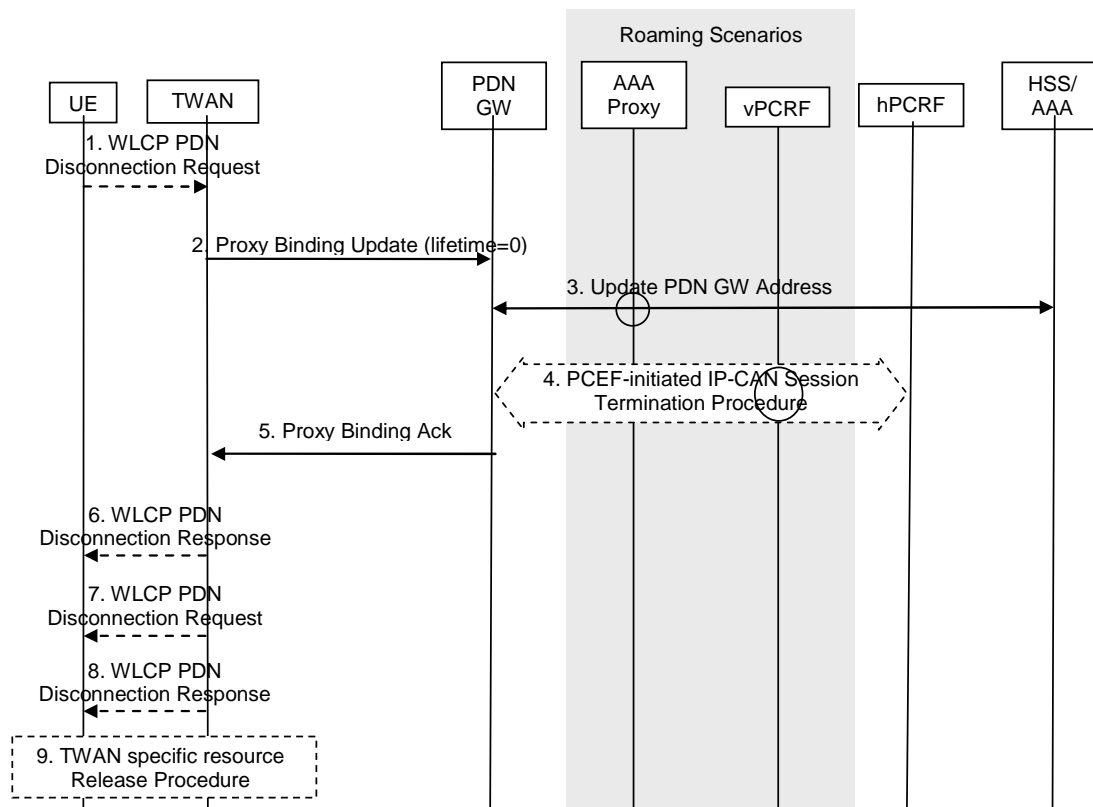 Roaming Scenarios
UE
TWAN
PDN
GW
AAA
Proxy
vPCRF
hPCRF
HSS/
AAA
1. WLCP PDN
Disconnection Request
2. Proxy Binding Update (lifetime=0)
3. Update PDN GW Address
4. PCEF-initiated IP-CAN Session
Termination Procedure
5. Proxy Binding Ack
6. WLCP PDN
Disconnection Response
7. WLCP PDN
Disconnection Request
8. WLCP PDN
Disconnection Response
9. TWAN specific resource
Release Procedure